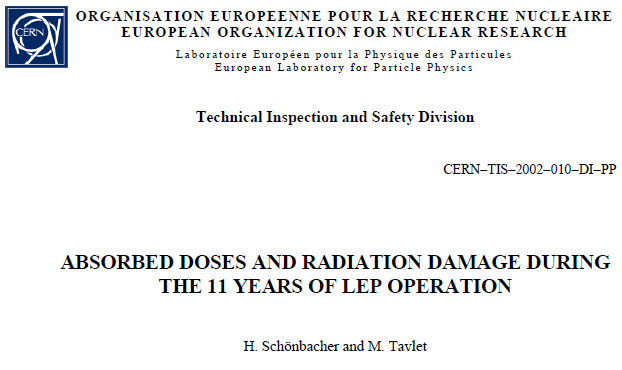 CERN
ORGANISATION EUROPEENNE POUR LA RECHERCHE NUCLEAIRE
EUROPEAN ORGANIZATION FOR NUCLEAR RESEARCH
Laboratoire Européen pour la Physique des Particules
European Laboratory for Particle Physics
Technical Inspection and Safety Division
CERN–TIS–2002–010–DI–PP
ABSORBED DOSES AND RADIATION DAMAGE DURING
THE 11 YEARS OF LEP OPERATION
H. Schönbacher and M. Tavlet